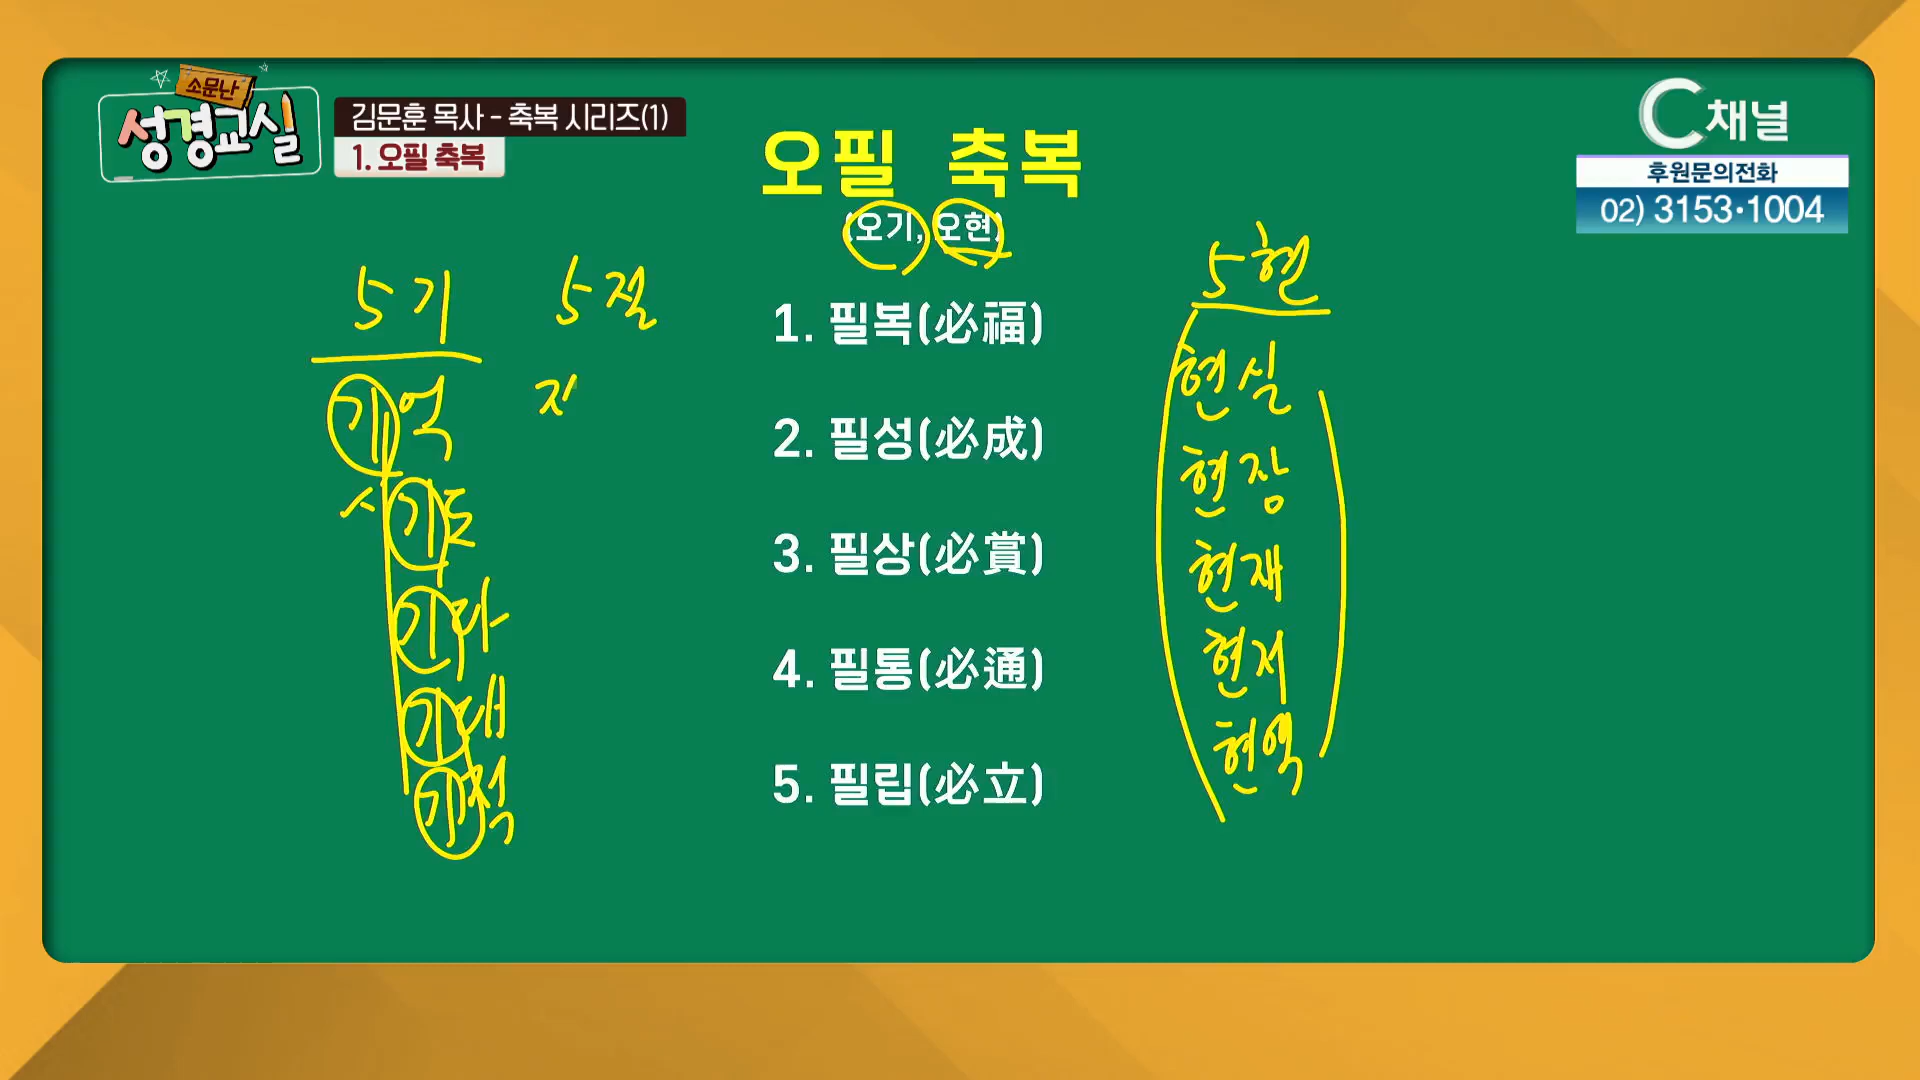 소문난
성경교실
김문훈 목사 - 축복 시리즈(1)
1. 오필 축복
C채널
후원문의전화
02) 3153·1004
오필 축복
(오기, 오현)
1. 필복(必福)
2. 필성(必成)
3. 필상(必賞)
4. 필통(必通)
5. 필립(必立)
5기
기억
기도
기다
기대
기적
5질
5현
현실
현장
현재
현저